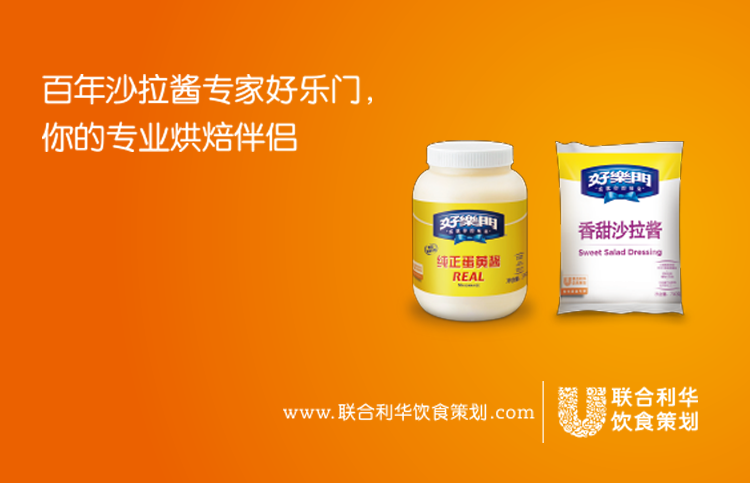 百年沙拉酱专家好乐门，
你的专业烘焙伴侣
好樂門
纯正蛋黄酱
REAL
Mayonnaise
好樂門
香甜沙拉酱
Sweet Salad Dressing
www.联合利华饮食策划.com
联合利华
饮食策划